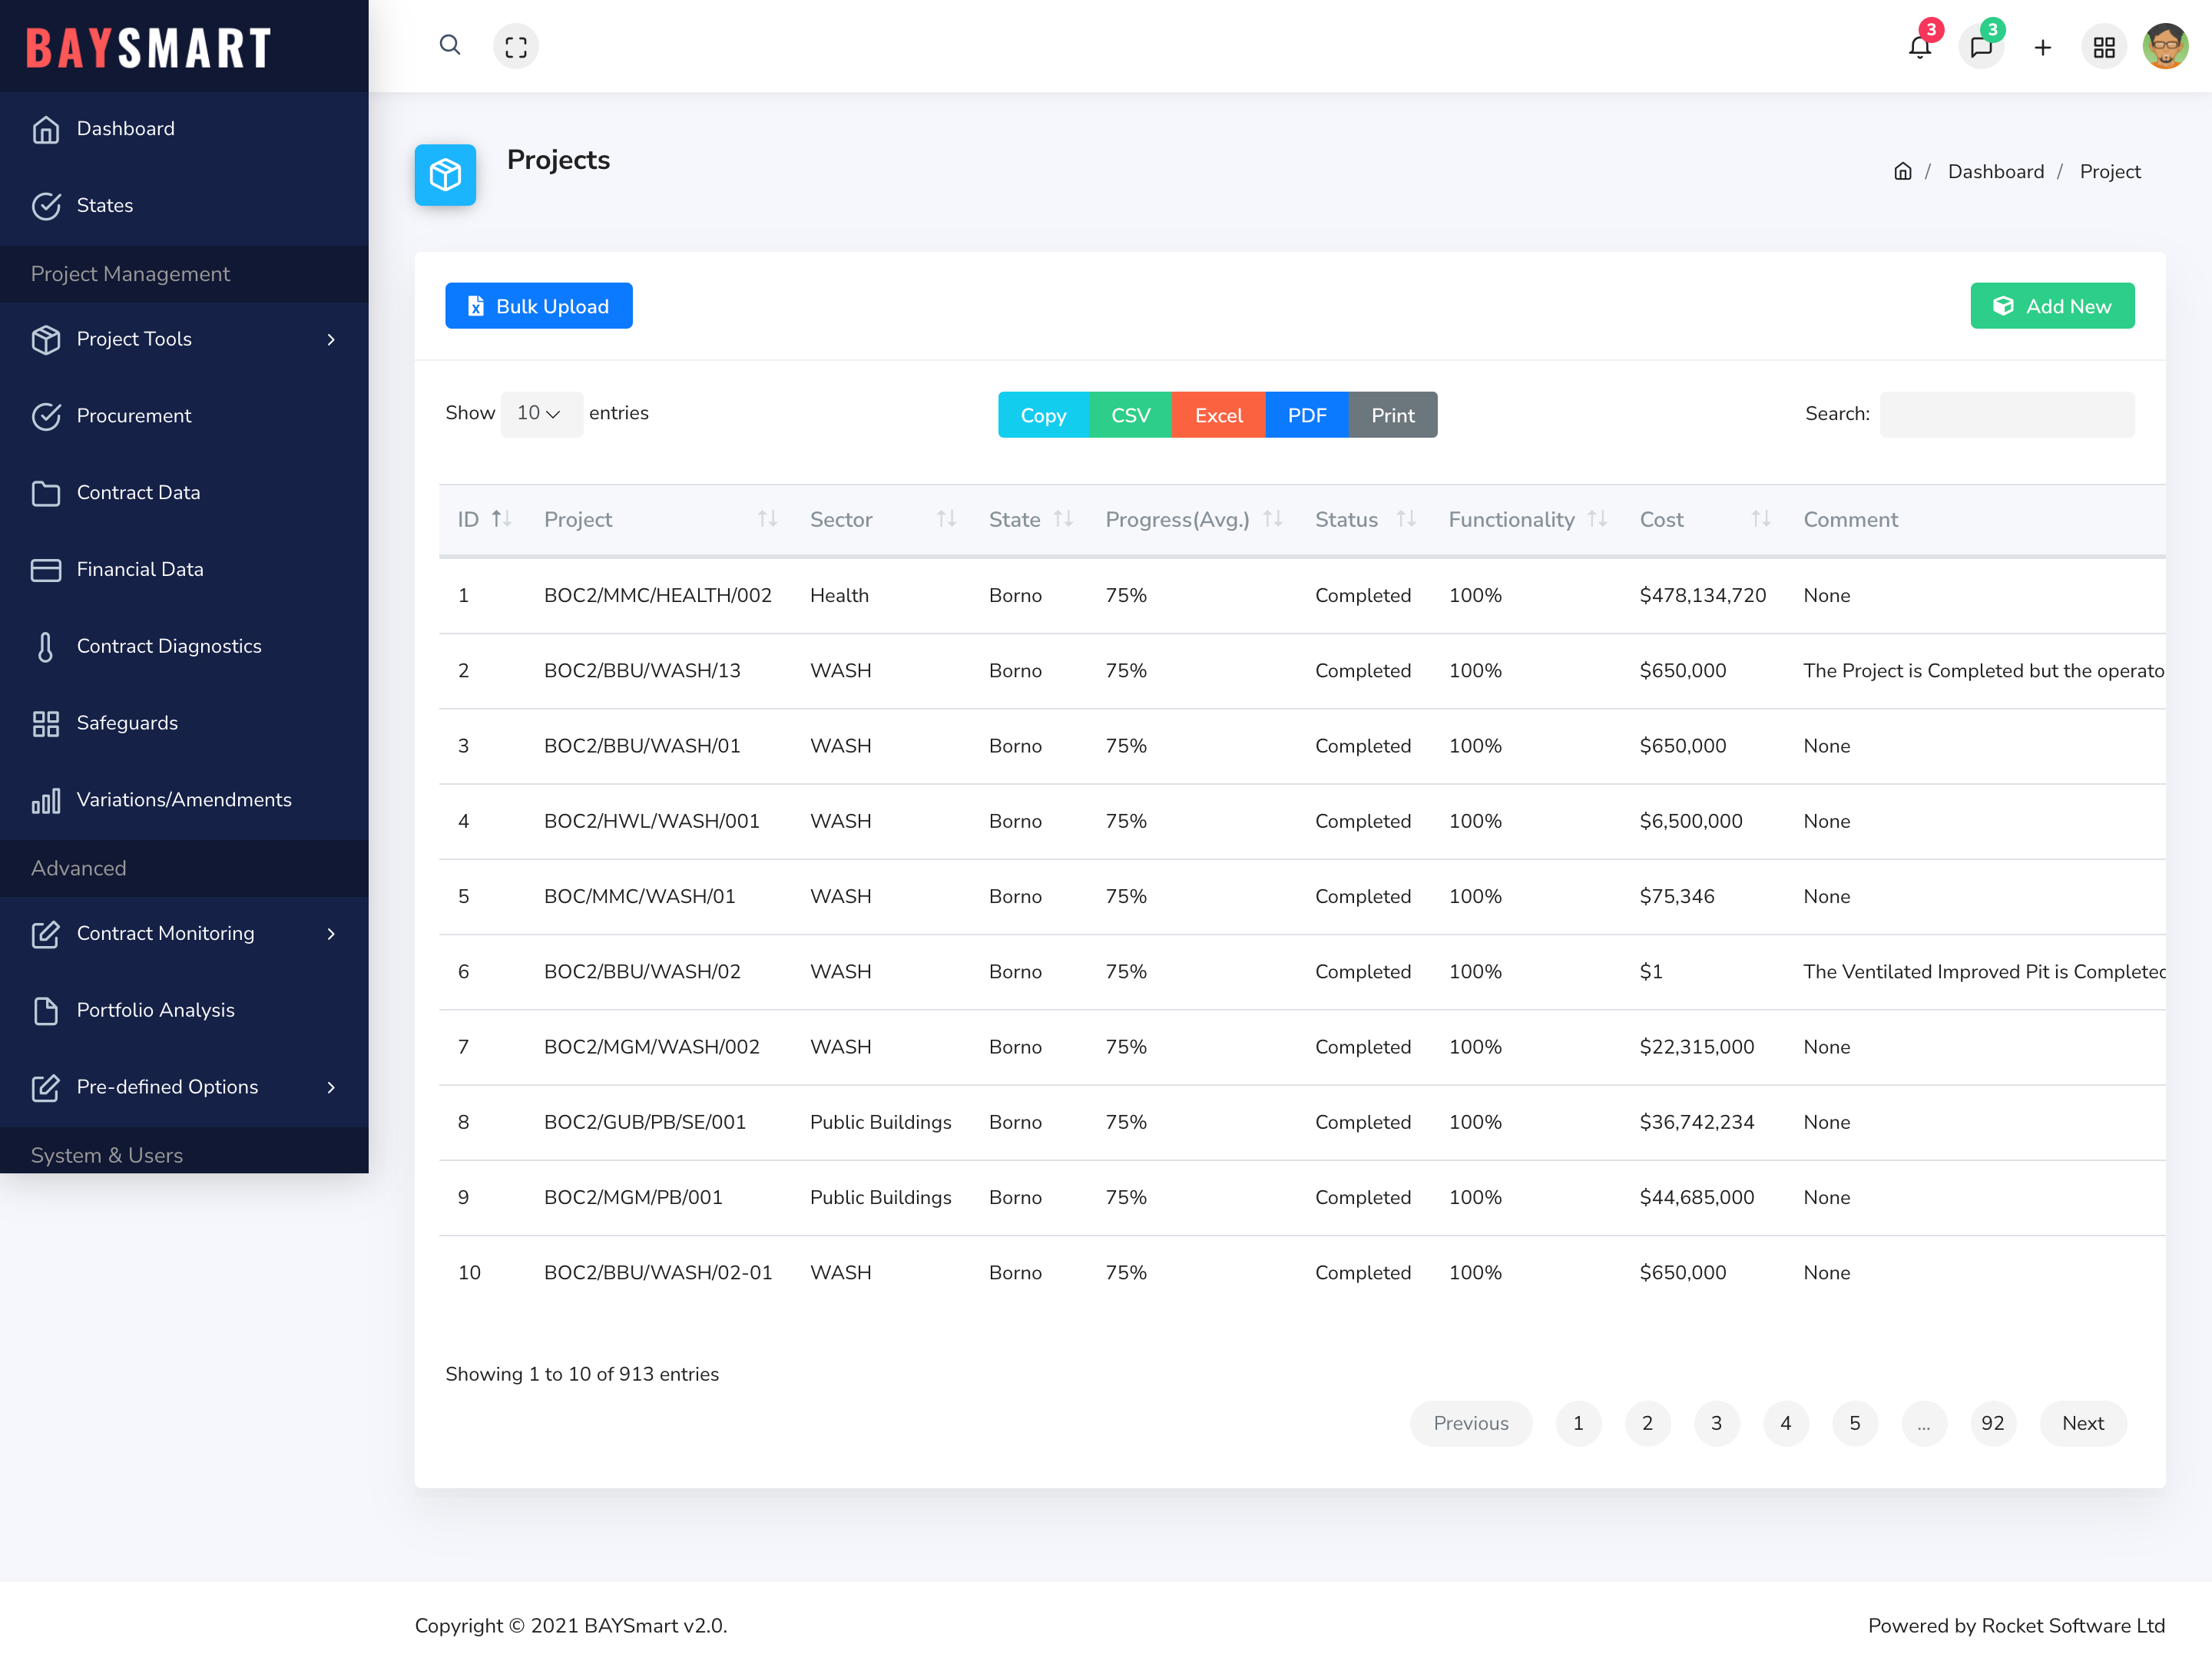 BAYSMART
3
3
Dashboard
States
Project Management
Project Tools
Procurement
Contract Data
Financial Data
Contract Diagnostics
Safeguards
Variations/Amendments
Advanced
Contract Monitoring
Portfolio Analysis
Pre-defined Options
System & Users
Projects
/ Dashboard / Project
Bulk Upload
Add New
Show 10 entries
Copy CSV Excel PDF Print
Search:
ID Project Sector State Progress(Avg.) Status Functionality Cost Comment
1 BOC2/MMC/HEALTH/002 Health Borno 75% Completed 100% $478,134,720 None
2 BOC2/BBU/WASH/13 WASH Borno 75% Completed 100% $650,000 The Project is Completed but the operato
3 BOC2/BBU/WASH/01 WASH Borno 75% Completed 100% $650,000 None
4 BOC2/HWL/WASH/001 WASH Borno 75% Completed 100% $6,500,000 None
5 BOC/MMC/WASH/01 WASH Borno 75% Completed 100% $75,346 None
6 BOC2/BBU/WASH/02 WASH Borno 75% Completed 100% $1 The Ventilated Improved Pit is Completed
7 BOC2/MGM/WASH/002 WASH Borno 75% Completed 100% $22,315,000 None
8 BOC2/GUB/PB/SE/001 Public Buildings Borno 75% Completed 100% $36,742,234 None
9 BOC2/MGM/PB/001 Public Buildings Borno 75% Completed 100% $44,685,000 None
10 BOC2/BBU/WASH/02-01 WASH Borno 75% Completed 100% $650,000 None
Showing 1 to 10 of 913 entries
Previous 1 2 3 4 5 ... 92 Next
Copyright © 2021 BAYSmart v2.0.
Powered by Rocket Software Ltd